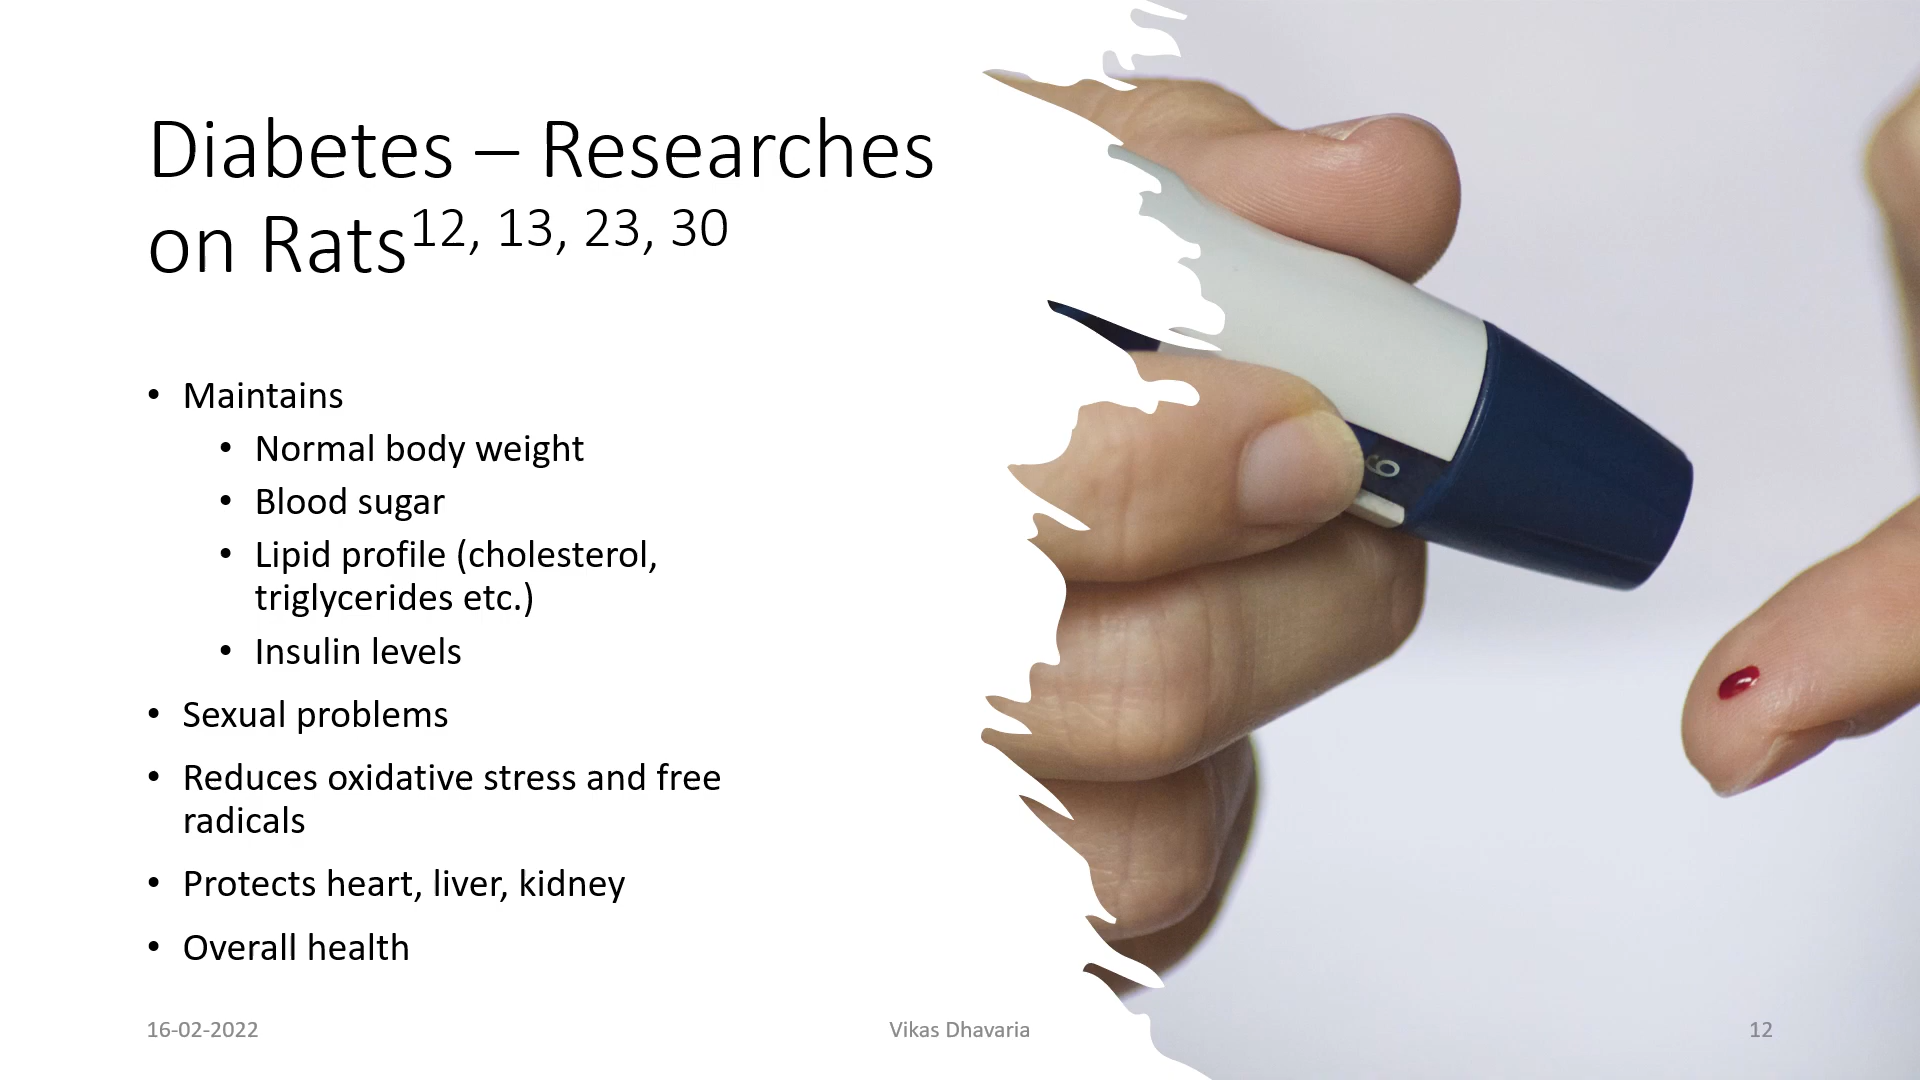 Diabetes – Researches
on Rats12, 13, 23, 30
• Maintains
• Normal body weight
• Blood sugar
• Lipid profile (cholesterol,
triglycerides etc.)
• Insulin levels
• Sexual problems
• Reduces oxidative stress and free
radicals
• Protects heart, liver, kidney
• Overall health
6
16-02-2022
Vikas Dhavaria
12